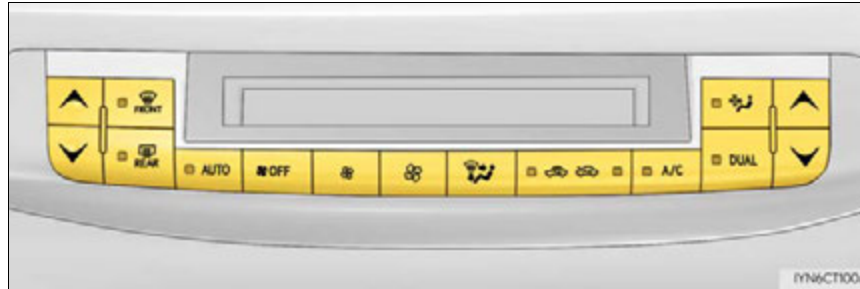 FRONT
REAR
AUTO
OFF
A/C
DUAL
IYN6CT100